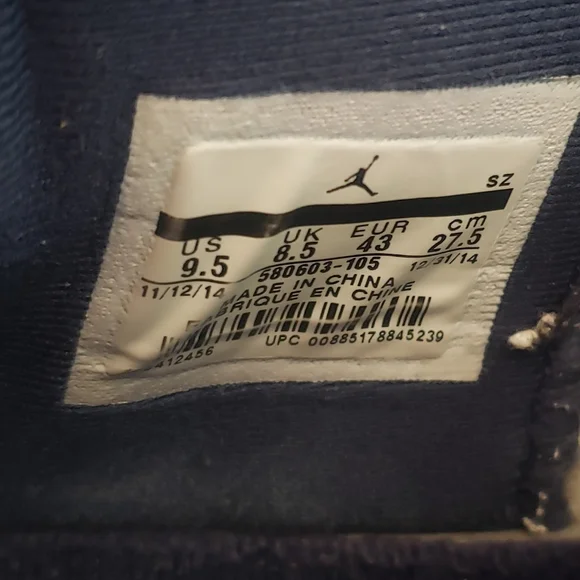 SZ
US UK EUR cm
9.5 8.5 43 27.5
11/12/14 580603-105 12/31/14
MADE IN CHINA
FABRIQUE EN CHINE
412456 UPC 00885178845239